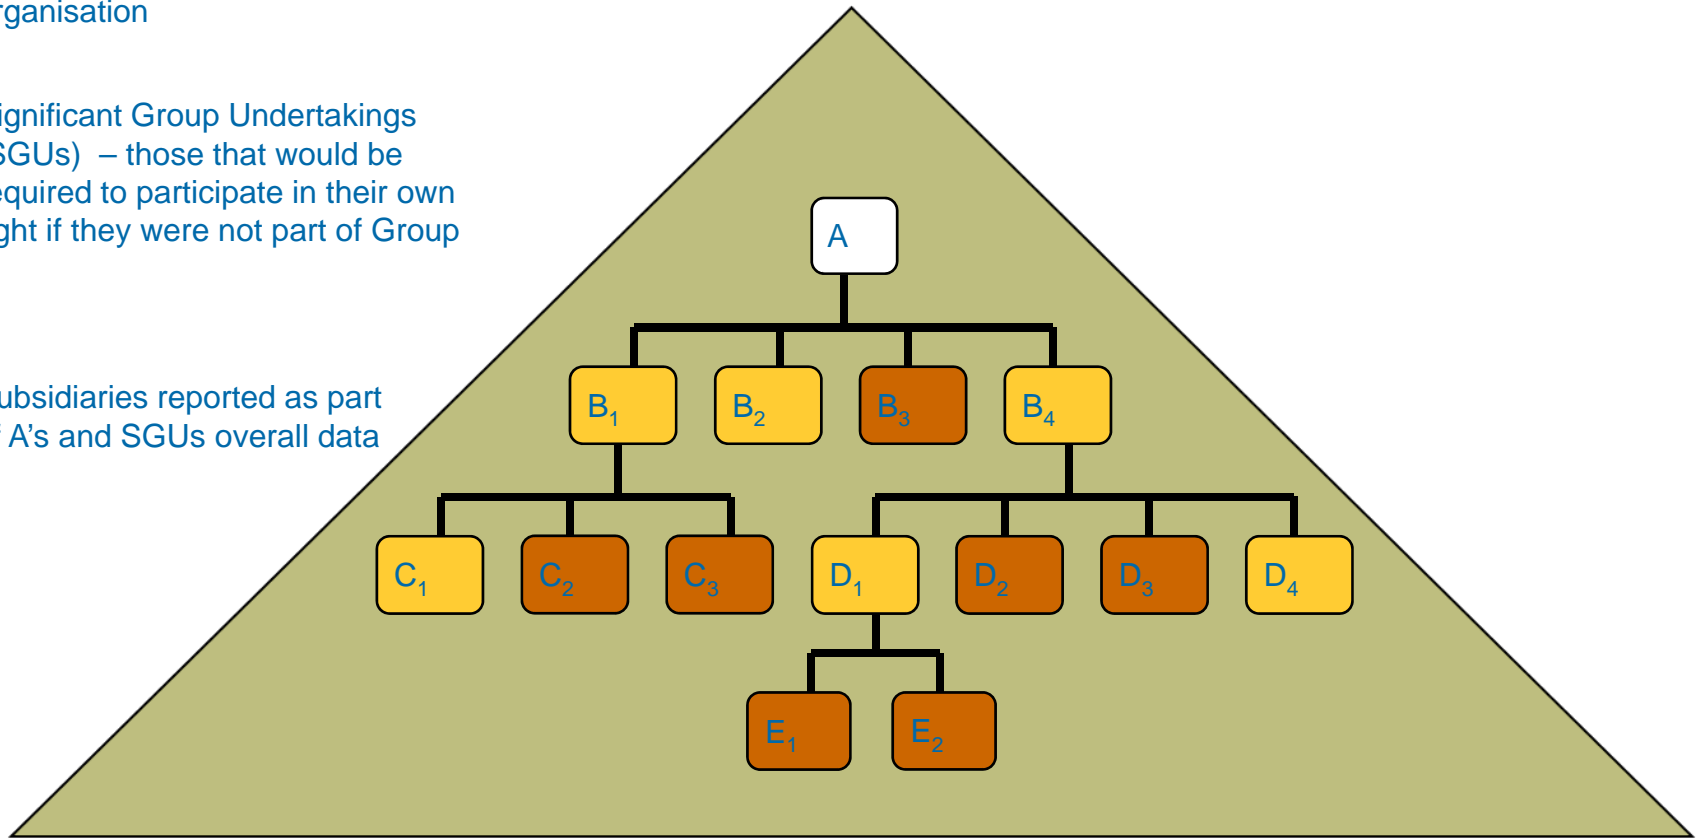 rganisation
ignificant Group Undertakings
SGUs) – those that would be
equired to participate in their own
ght if they were not part of Group
ubsidiaries reported as part
f A's and SGUs overall data
A
B1 B2 B3 B4
C1 C2 C3 D1 D2 D3 D4
E1 E2